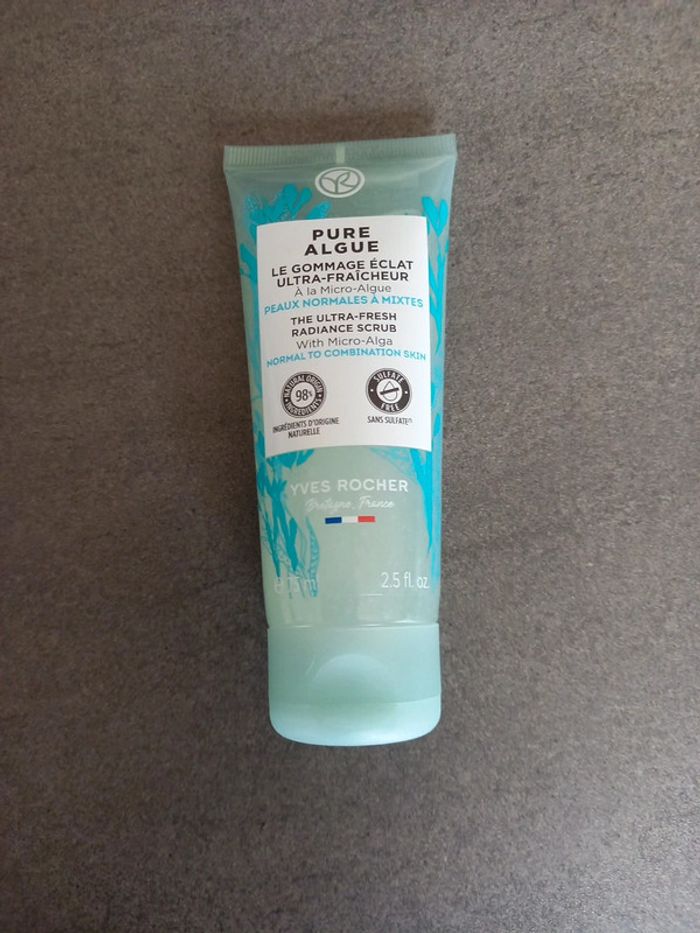 YR
PURE
ALGUE
LE GOMMAGE ÉCLAT
ULTRA-FRAÎCHEUR
À la Micro-Algue
PEAUX NORMALES À MIXTES
THE ULTRA-FRESH
RADIANCE SCRUB
With Micro-Alga
NORMAL TO COMBINATION SKIN
NATURAL ORIGIN
98%
INGREDIENTS
INGRÉDIENTS D'ORIGINE
NATURELLE
SULFATE
FREE
SANS SULFATE
YVES ROCHER
Bretagne, France
2.5 fl. oz.